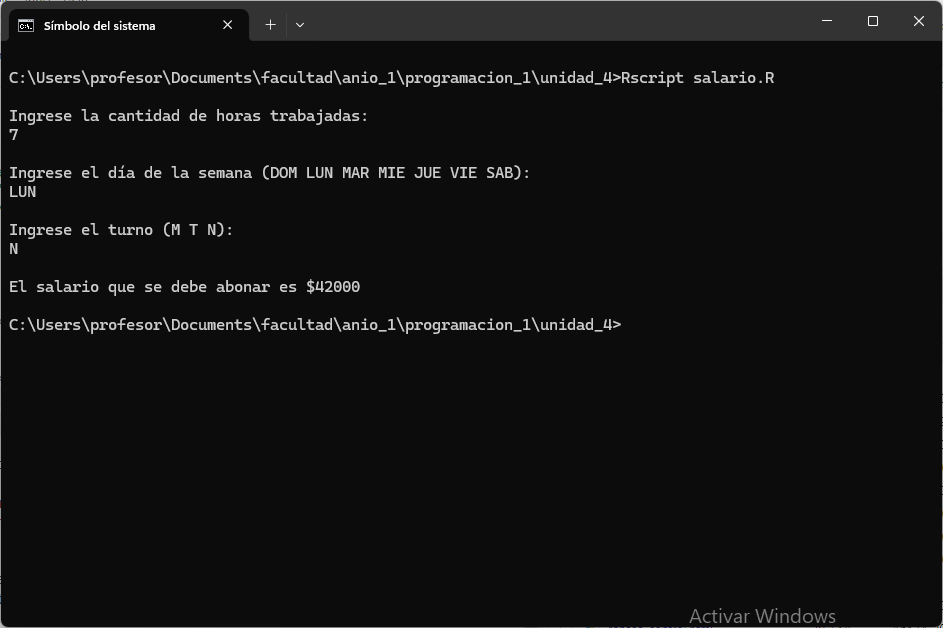 Símbolo del sistema
C:\Users\profesor\Documents\facultad\anio_1\programacion_1\unidad_4>Rscript salario.R
Ingrese la cantidad de horas trabajadas:
7
Ingrese el día de la semana (DOM LUN MAR MIE JUE VIE SAB):
LUN
Ingrese el turno (M T N):
N
El salario que se debe abonar es $42000
C:\Users\profesor\Documents\facultad\anio_1\programacion_1\unidad_4>
Activar Windows